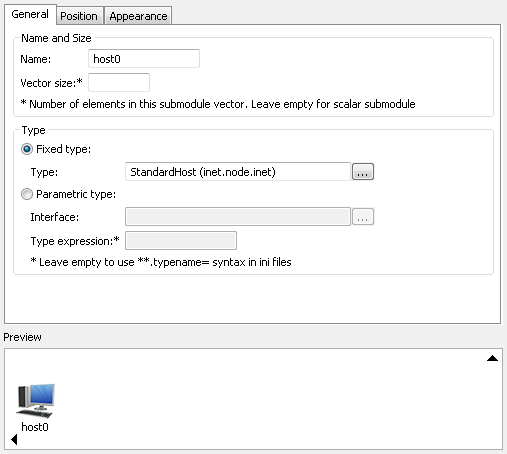 General Position Appearance
Name and Size
Name: host0
Vector size:*
* Number of elements in this submodule vector. Leave empty for scalar submodule
Type
Fixed type:
Type: StandardHost (inet.node.inet) ...
Parametric type:
Interface: ...
Type expression:*
* Leave empty to use **.typename= syntax in ini files
Preview
host0